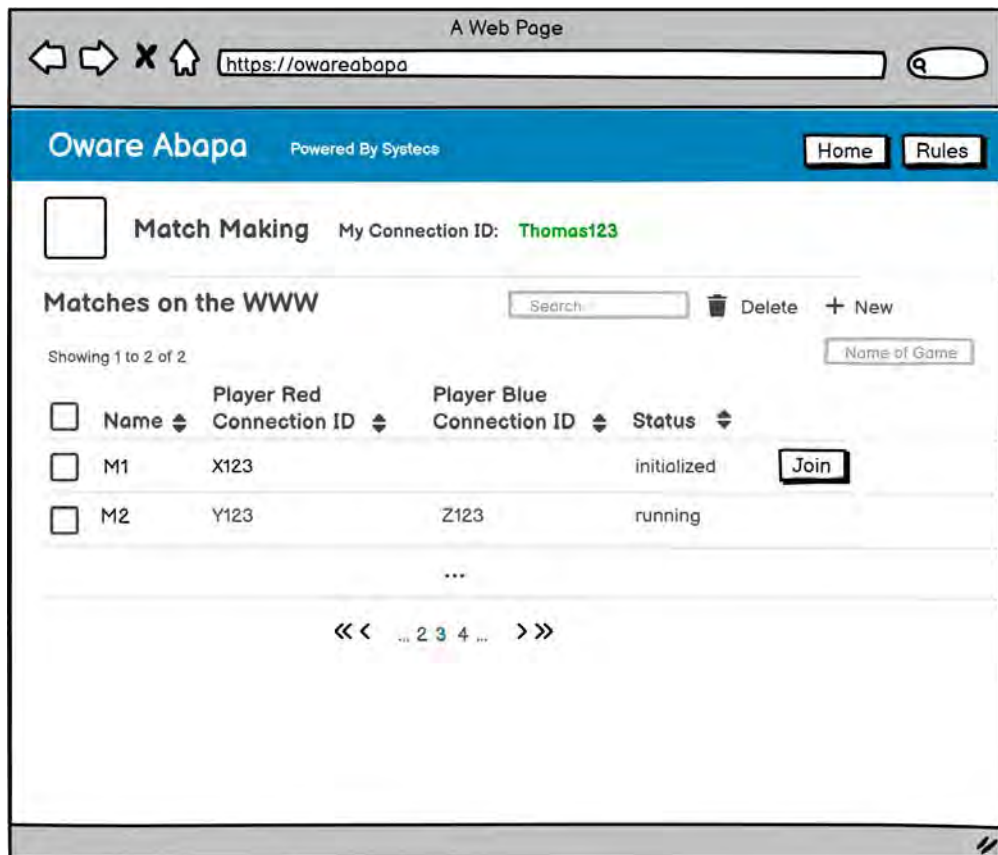 A Web Page
https://owareabapa
Oware Abapa Powered By Systecs Home Rules
Match Making My Connection ID: Thomas123
Matches on the WWW Search Delete + New
Showing 1 to 2 of 2 Name of Game
Player Red Player Blue
Name Connection ID Connection ID Status
M1 X123 initialized Join
M2 Y123 Z123 running
...
« < ... 2 3 4 ... > »